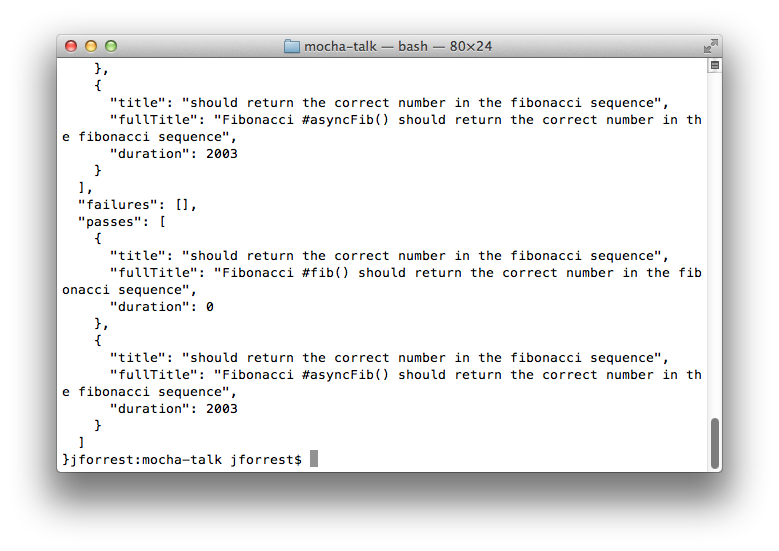 mocha-talk — bash — 80×24
    },
    {
      "title": "should return the correct number in the fibonacci sequence",
      "fullTitle": "Fibonacci #asyncFib() should return the correct number in th
e fibonacci sequence",
      "duration": 2003
    }
  ],
  "failures": [],
  "passes": [
    {
      "title": "should return the correct number in the fibonacci sequence",
      "fullTitle": "Fibonacci #fib() should return the correct number in the fib
onacci sequence",
      "duration": 0
    },
    {
      "title": "should return the correct number in the fibonacci sequence",
      "fullTitle": "Fibonacci #asyncFib() should return the correct number in th
e fibonacci sequence",
      "duration": 2003
    }
  ]
}jforrest:mocha-talk jforrest$